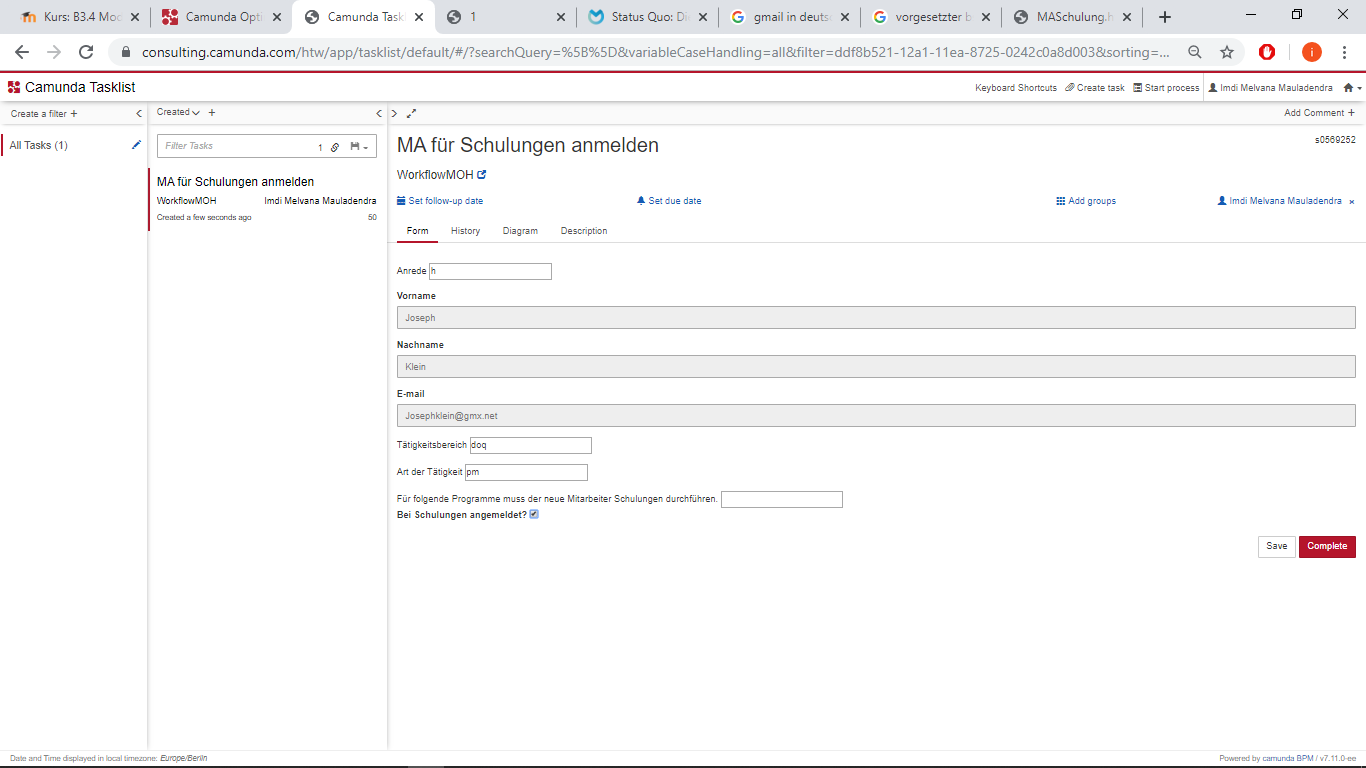 Kurs: B3.4 Mod
Camunda Opti
Camunda Task
1
Status Quo: Di
gmail in deuts
vorgesetzter b
MASchulung.h
consulting.camunda.com/htw/app/tasklist/default/#/?searchQuery=%5B%5D&variableCaseHandling=all&filter=ddf8b521-12a1-11ea-8725-0242c0a8d003&sorting=...
i
Camunda Tasklist
Keyboard Shortcuts Create task Start process Imdi Melvana Mauladendra
Create a filter +
Created +
Add Comment +
All Tasks (1)
Filter Tasks 1
MA für Schulungen anmelden
WorkflowMOH Imdi Melvana Mauladendra
Created a few seconds ago 50
MA für Schulungen anmelden
s0569252
WorkflowMOH
Set follow-up date Set due date Add groups Imdi Melvana Mauladendra ×
Form History Diagram Description
Anrede h
Vorname
Joseph
Nachname
Klein
E-mail
Josephklein@gmx.net
Tätigkeitsbereich doq
Art der Tätigkeit pm
Für folgende Programme muss der neue Mitarbeiter Schulungen durchführen.
Bei Schulungen angemeldet?
Save Complete
Date and Time displayed in local timezone: Europe/Berlin
Powered by camunda BPM / v7.11.0-ee